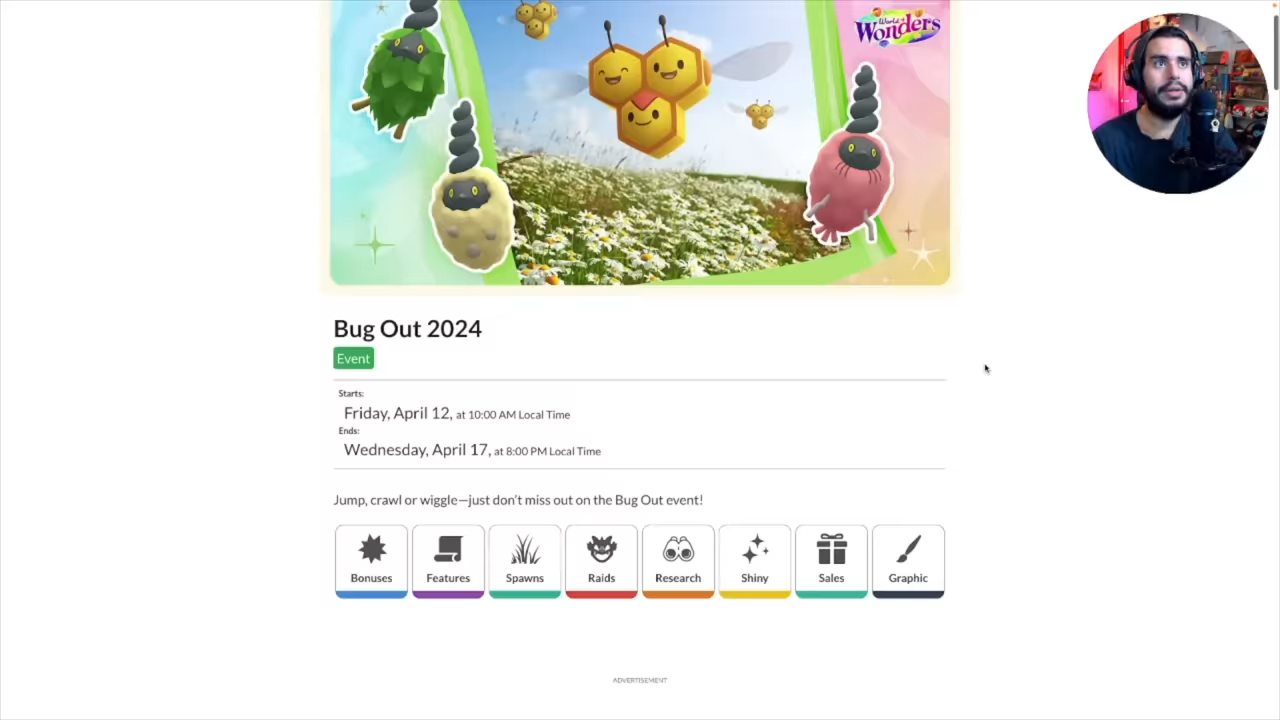 World of
Wonders
Bug Out 2024
Event
Starts:
Friday, April 12, at 10:00 AM Local Time
Ends:
Wednesday, April 17, at 8:00 PM Local Time
Jump, crawl or wiggle—just don't miss out on the Bug Out event!
Bonuses
Features
Spawns
Raids
Research
Shiny
Sales
Graphic
ADVERTISEMENT